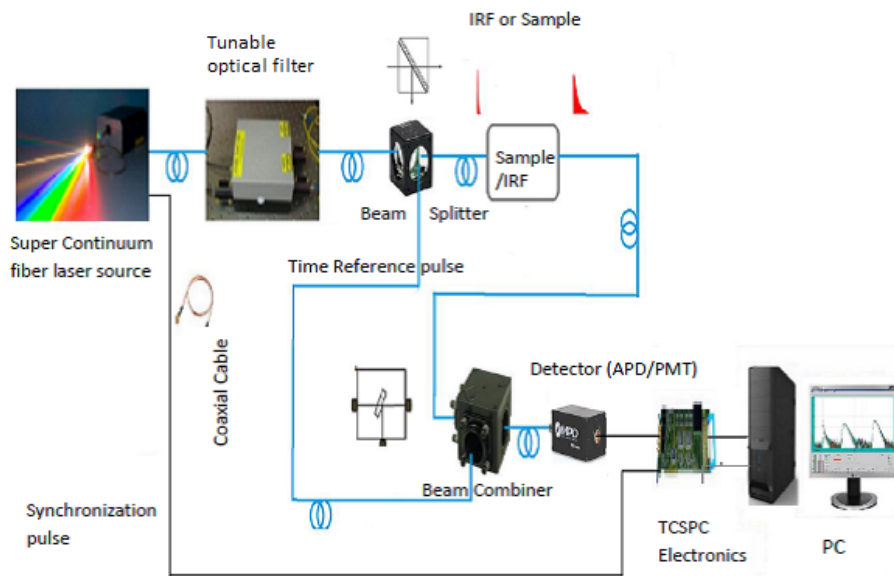 IRF or Sample
Tunable
optical filter
Sample
/IRF
Beam Splitter
Super Continuum
fiber laser source
Time Reference pulse
Coaxial Cable
Detector (APD/PMT)
Beam Combiner
Synchronization
pulse
TCSPC
Electronics
PC